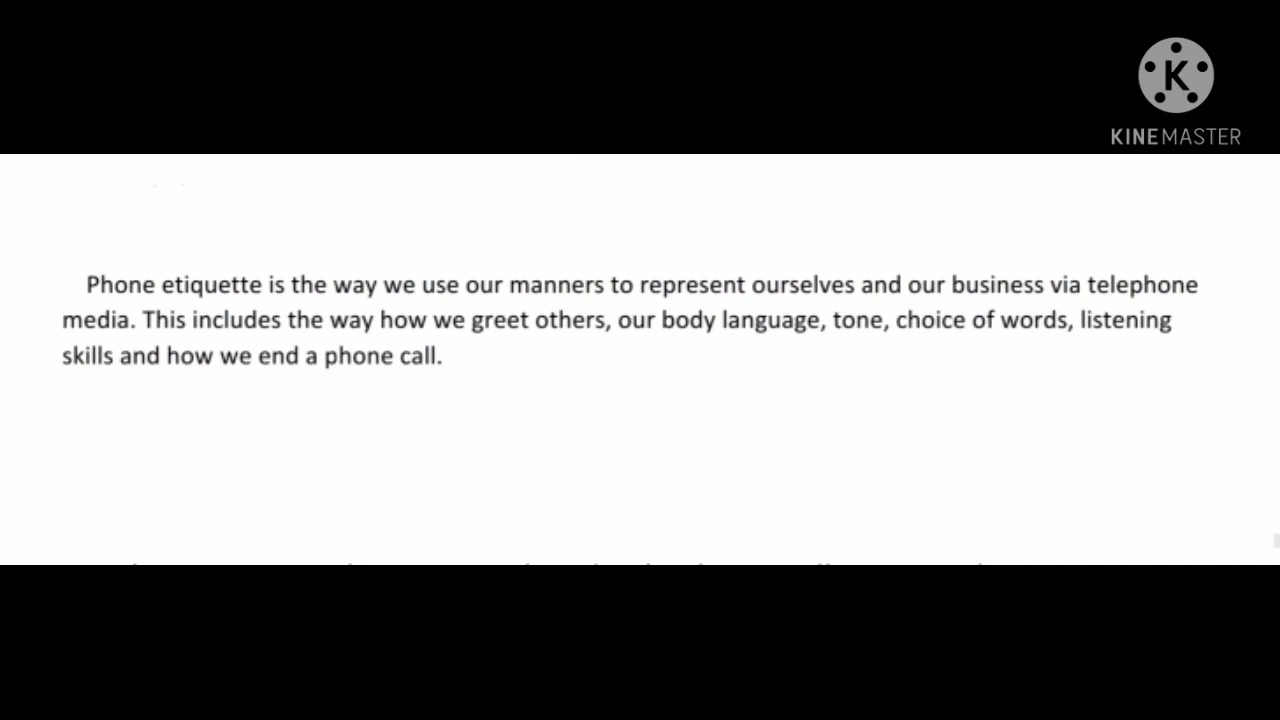 K
KINEMASTER
Phone etiquette is the way we use our manners to represent ourselves and our business via telephone
media. This includes the way how we greet others, our body language, tone, choice of words, listening
skills and how we end a phone call.